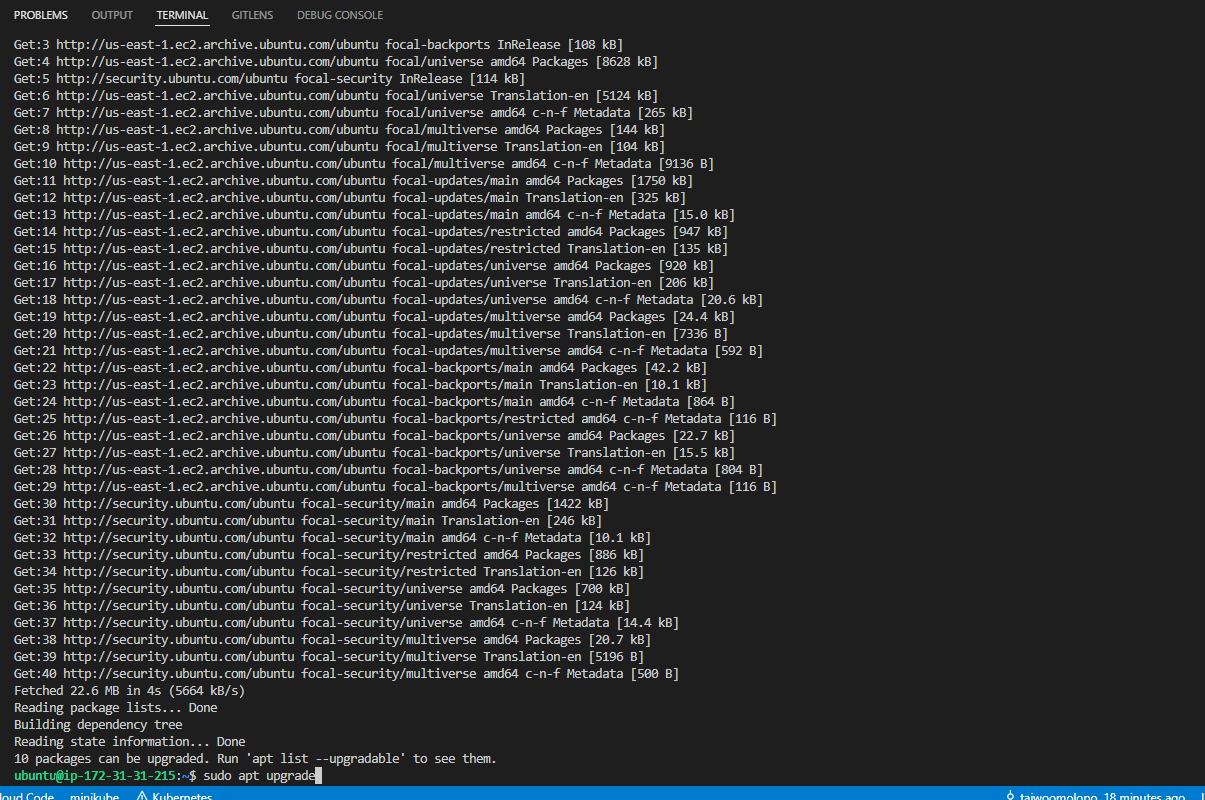 PROBLEMS OUTPUT TERMINAL GITLENS DEBUG CONSOLE
Get:3 http://us-east-1.ec2.archive.ubuntu.com/ubuntu focal-backports InRelease [108 kB]
Get:4 http://us-east-1.ec2.archive.ubuntu.com/ubuntu focal/universe amd64 Packages [8628 kB]
Get:5 http://security.ubuntu.com/ubuntu focal-security InRelease [114 kB]
Get:6 http://us-east-1.ec2.archive.ubuntu.com/ubuntu focal/universe Translation-en [5124 kB]
Get:7 http://us-east-1.ec2.archive.ubuntu.com/ubuntu focal/universe amd64 c-n-f Metadata [265 kB]
Get:8 http://us-east-1.ec2.archive.ubuntu.com/ubuntu focal/multiverse amd64 Packages [144 kB]
Get:9 http://us-east-1.ec2.archive.ubuntu.com/ubuntu focal/multiverse Translation-en [104 kB]
Get:10 http://us-east-1.ec2.archive.ubuntu.com/ubuntu focal/multiverse amd64 c-n-f Metadata [9136 B]
Get:11 http://us-east-1.ec2.archive.ubuntu.com/ubuntu focal-updates/main amd64 Packages [1750 kB]
Get:12 http://us-east-1.ec2.archive.ubuntu.com/ubuntu focal-updates/main Translation-en [325 kB]
Get:13 http://us-east-1.ec2.archive.ubuntu.com/ubuntu focal-updates/main amd64 c-n-f Metadata [15.0 kB]
Get:14 http://us-east-1.ec2.archive.ubuntu.com/ubuntu focal-updates/restricted amd64 Packages [947 kB]
Get:15 http://us-east-1.ec2.archive.ubuntu.com/ubuntu focal-updates/restricted Translation-en [135 kB]
Get:16 http://us-east-1.ec2.archive.ubuntu.com/ubuntu focal-updates/universe amd64 Packages [920 kB]
Get:17 http://us-east-1.ec2.archive.ubuntu.com/ubuntu focal-updates/universe Translation-en [206 kB]
Get:18 http://us-east-1.ec2.archive.ubuntu.com/ubuntu focal-updates/universe amd64 c-n-f Metadata [20.6 kB]
Get:19 http://us-east-1.ec2.archive.ubuntu.com/ubuntu focal-updates/multiverse amd64 Packages [24.4 kB]
Get:20 http://us-east-1.ec2.archive.ubuntu.com/ubuntu focal-updates/multiverse Translation-en [7336 B]
Get:21 http://us-east-1.ec2.archive.ubuntu.com/ubuntu focal-updates/multiverse amd64 c-n-f Metadata [592 B]
Get:22 http://us-east-1.ec2.archive.ubuntu.com/ubuntu focal-backports/main amd64 Packages [42.2 kB]
Get:23 http://us-east-1.ec2.archive.ubuntu.com/ubuntu focal-backports/main Translation-en [10.1 kB]
Get:24 http://us-east-1.ec2.archive.ubuntu.com/ubuntu focal-backports/main amd64 c-n-f Metadata [864 B]
Get:25 http://us-east-1.ec2.archive.ubuntu.com/ubuntu focal-backports/restricted amd64 c-n-f Metadata [116 B]
Get:26 http://us-east-1.ec2.archive.ubuntu.com/ubuntu focal-backports/universe amd64 Packages [22.7 kB]
Get:27 http://us-east-1.ec2.archive.ubuntu.com/ubuntu focal-backports/universe Translation-en [15.5 kB]
Get:28 http://us-east-1.ec2.archive.ubuntu.com/ubuntu focal-backports/universe amd64 c-n-f Metadata [804 B]
Get:29 http://us-east-1.ec2.archive.ubuntu.com/ubuntu focal-backports/multiverse amd64 c-n-f Metadata [116 B]
Get:30 http://security.ubuntu.com/ubuntu focal-security/main amd64 Packages [1422 kB]
Get:31 http://security.ubuntu.com/ubuntu focal-security/main Translation-en [246 kB]
Get:32 http://security.ubuntu.com/ubuntu focal-security/main amd64 c-n-f Metadata [10.1 kB]
Get:33 http://security.ubuntu.com/ubuntu focal-security/restricted amd64 Packages [886 kB]
Get:34 http://security.ubuntu.com/ubuntu focal-security/restricted Translation-en [126 kB]
Get:35 http://security.ubuntu.com/ubuntu focal-security/universe amd64 Packages [700 kB]
Get:36 http://security.ubuntu.com/ubuntu focal-security/universe Translation-en [124 kB]
Get:37 http://security.ubuntu.com/ubuntu focal-security/universe amd64 c-n-f Metadata [14.4 kB]
Get:38 http://security.ubuntu.com/ubuntu focal-security/multiverse amd64 Packages [20.7 kB]
Get:39 http://security.ubuntu.com/ubuntu focal-security/multiverse Translation-en [5196 B]
Get:40 http://security.ubuntu.com/ubuntu focal-security/multiverse amd64 c-n-f Metadata [500 B]
Fetched 22.6 MB in 4s (5664 kB/s)
Reading package lists... Done
Building dependency tree
Reading state information... Done
10 packages can be upgraded. Run 'apt list --upgradable' to see them.
ubuntu@ip-172-31-31-215:~$ sudo apt upgrade
loud Code minikube Kubernetes taiwoomolopo, 18 minutes ago